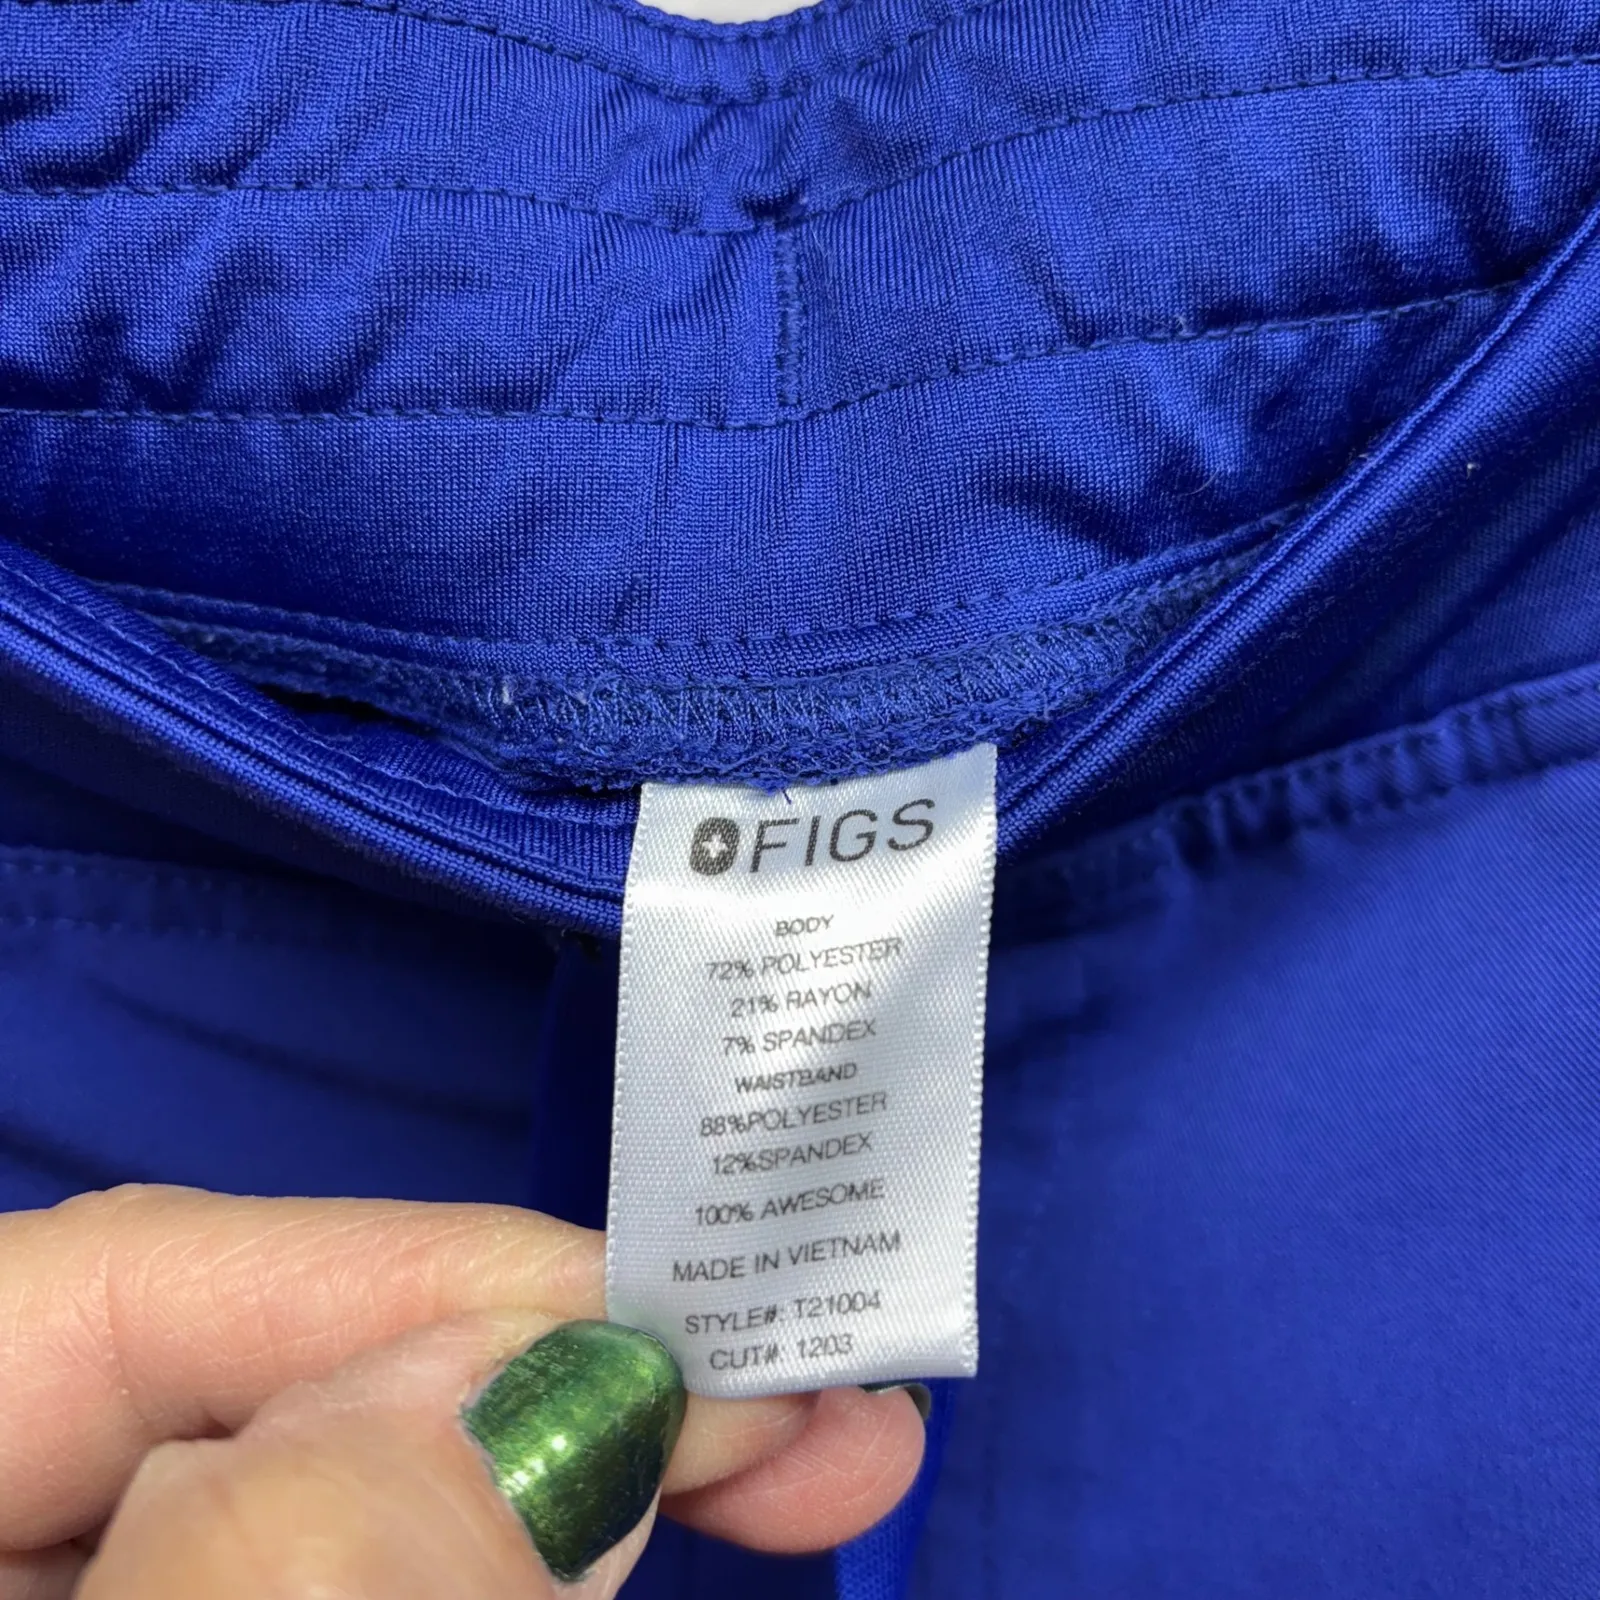 FIGS
BODY
72% POLYESTER
21% RAYON
7% SPANDEX
WAISTBAND
88%POLYESTER
12%SPANDEX
100% AWESOME
MADE IN VIETNAM
STYLE#: T21004
CUT#: 1203